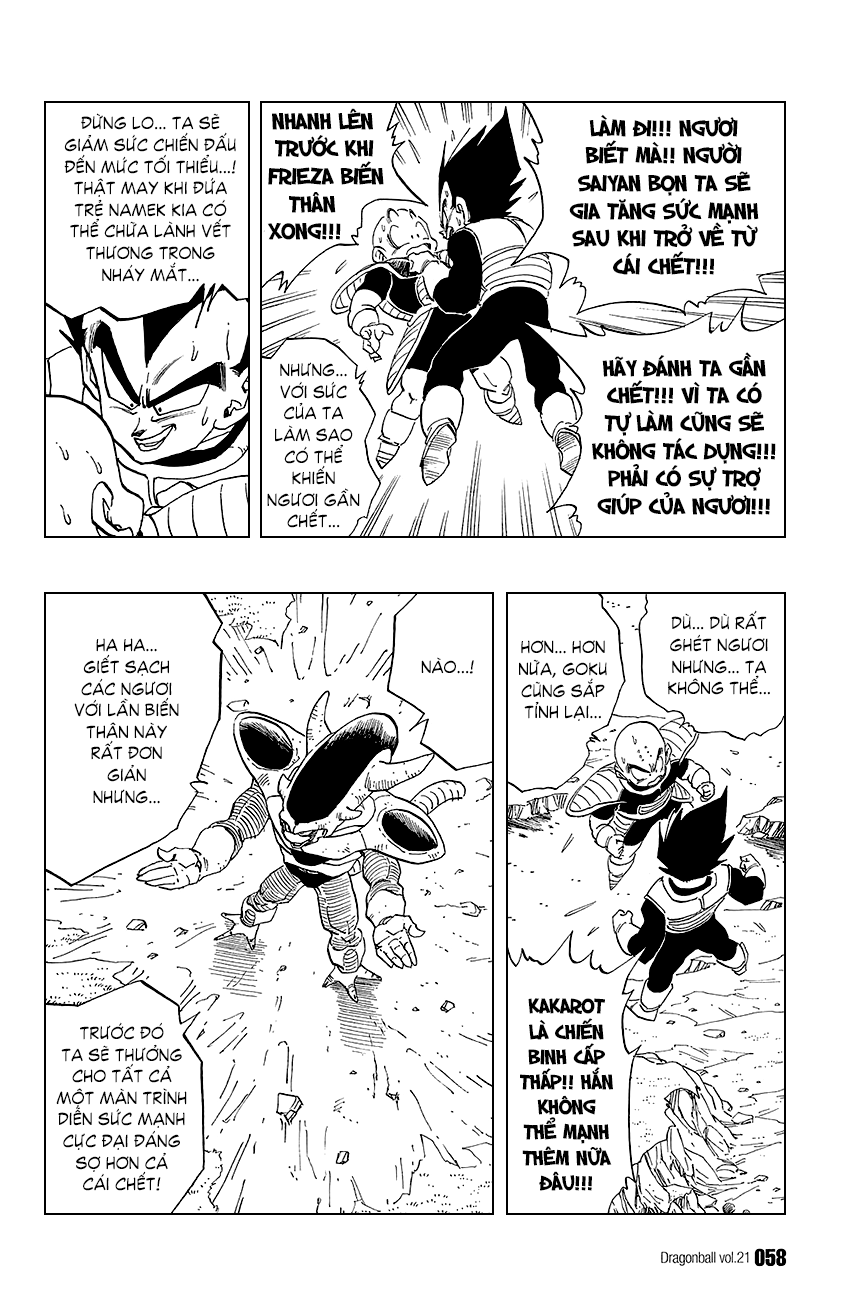 LÀM ĐI!!! NGƯƠI
BIẾT MÀ!! NGƯỜI
SAIYAN BỌN TA SẼ
GIA TĂNG SỨC MẠNH
SAU KHI TRỞ VỀ TỪ
CÁI CHẾT!!!
NHANH LÊN
TRƯỚC KHI
FRIEZA BIẾN
THÂN
XONG!!!
HÃY ĐÁNH TA GẦN
CHẾT!!! VÌ TA CÓ
TỰ LÀM CŨNG SẼ
KHÔNG TÁC DỤNG!!!
PHẢI CÓ SỰ TRỢ
GIÚP CỦA NGƯƠI!!!
NHƯNG...
VỚI SỨC
CỦA TA
LÀM SAO
CÓ THỂ
KHIẾN
NGƯƠI GẦN
CHẾT...
ĐỪNG LO... TA SẼ
GIẢM SỨC CHIẾN ĐẤU
ĐẾN MỨC TỐI THIỂU...!
THẬT MAY KHI ĐỨA
TRẺ NAMEK KIA CÓ
THỂ CHỮA LÀNH VẾT
THƯƠNG TRONG
NHÁY MẮT...
DÙ... DÙ RẤT
GHÉT NGƯƠI
NHƯNG... TA
KHÔNG THỂ...
HƠN... HƠN
NỮA, GOKU
CŨNG SẮP
TỈNH LẠI...
KAKAROT
LÀ CHIẾN
BINH CẤP
THẤP!! HẮN
KHÔNG
THỂ MẠNH
THÊM NỮA
ĐÂU!!!
NÀO...!
HA HA...
GIẾT SẠCH
CÁC NGƯƠI
VỚI LẦN BIẾN
THÂN NÀY
RẤT ĐƠN
GIẢN
NHƯNG...
TRƯỚC ĐÓ
TA SẼ THƯỞNG
CHO TẤT CẢ
MỘT MÀN TRÌNH
DIỄN SỨC MẠNH
CỰC ĐẠI ĐÁNG
SỢ HƠN CẢ
CÁI CHẾT!
Dragonball vol.21 058